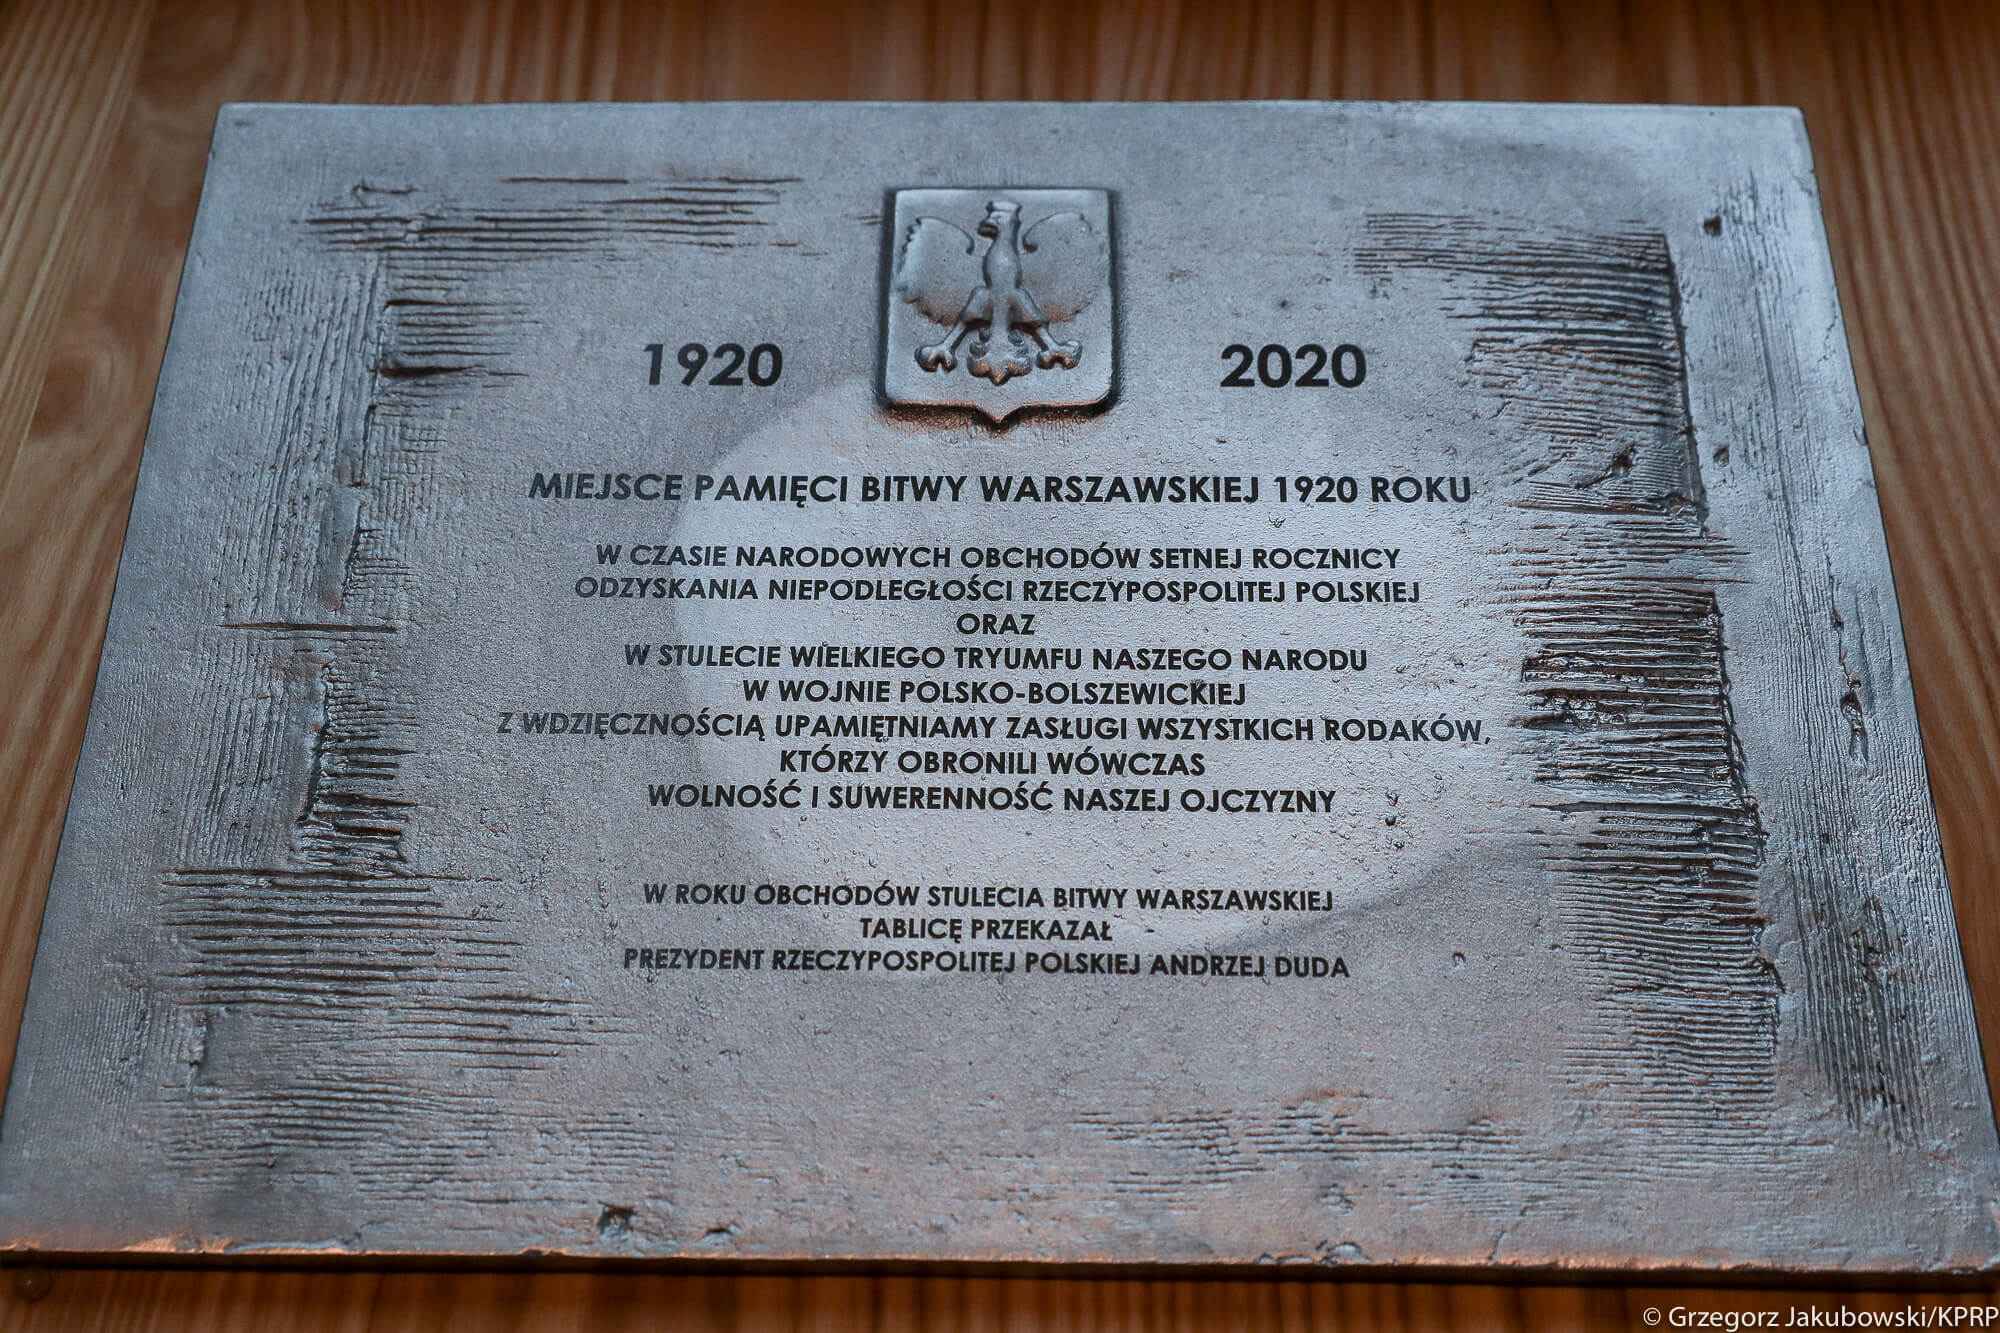 1920 2020
MIEJSCE PAMIĘCI BITWY WARSZAWSKIEJ 1920 ROKU
W CZASIE NARODOWYCH OBCHODÓW SETNEJ ROCZNICY
ODZYSKANIA NIEPODLEGŁOŚCI RZECZYPOSPOLITEJ POLSKIEJ
ORAZ
W STULECIE WIELKIEGO TRYUMFU NASZEGO NARODU
W WOJNIE POLSKO-BOLSZEWICKIEJ
Z WDZIĘCZNOŚCIĄ UPAMIĘTNIAMY ZASŁUGI WSZYSTKICH RODAKÓW,
KTÓRZY OBRONILI WÓWCZAS
WOLNOŚĆ I SUWERENNOŚĆ NASZEJ OJCZYZNY
W ROKU OBCHODÓW STULECIA BITWY WARSZAWSKIEJ
TABLICĘ PRZEKAZAŁ
PREZYDENT RZECZYPOSPOLITEJ POLSKIEJ ANDRZEJ DUDA
© Grzegorz Jakubowski/KPRP